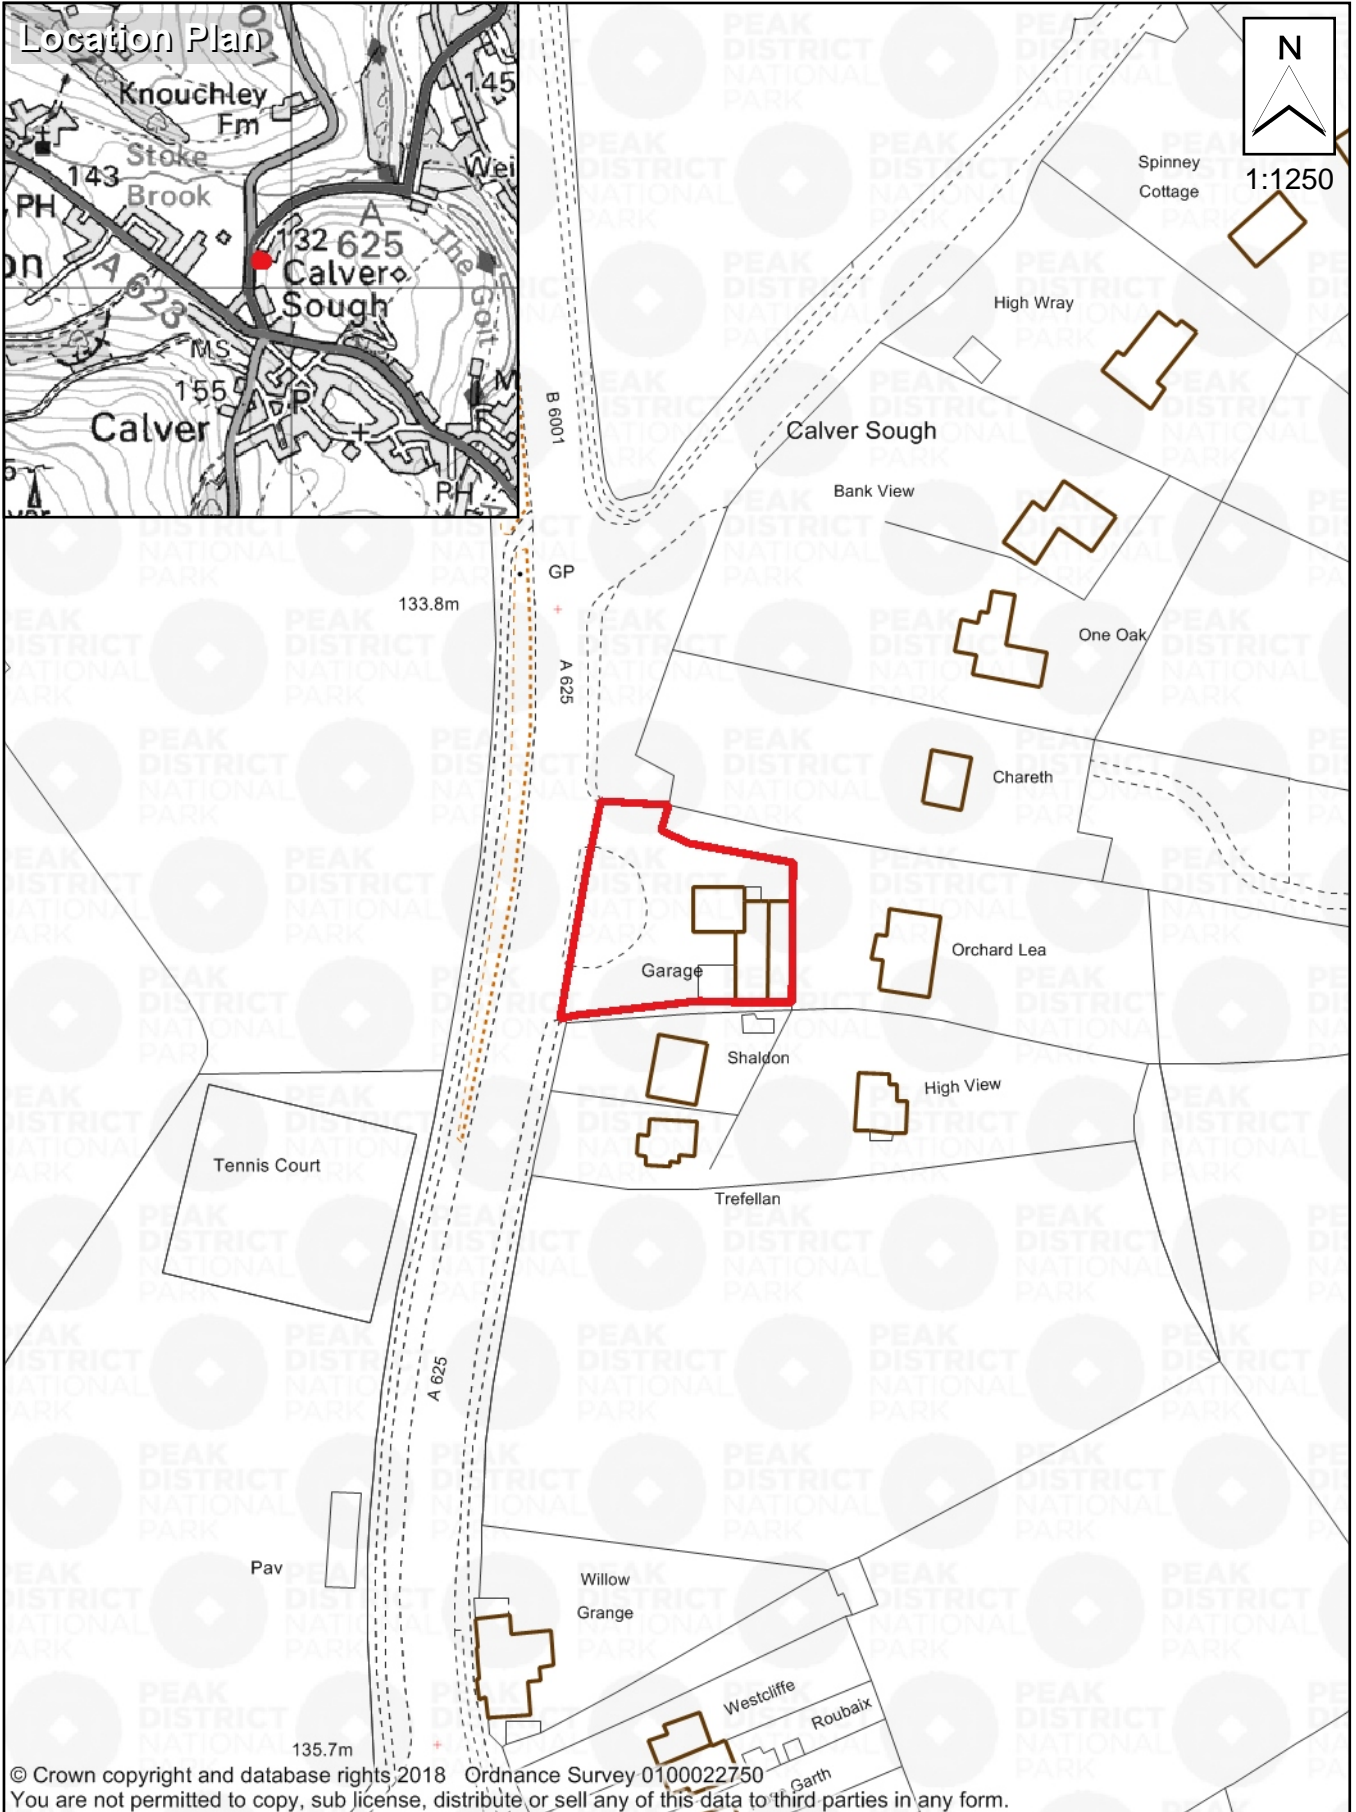 Location Plan
Knouchley
Fm
Stoke
Brook
143
PH
145
Wei
132
A
625
Calver
Sough
The
Goit
A 623
MS
155
P
Calver
PH
N
1:1250
Spinney
Cottage
High Wray
B 6001
Calver Sough
Bank View
GP
133.8m
One Oak
A 625
Chareth
Orchard Lea
Garage
Shaldon
High View
Tennis Court
Trefellan
A 625
Pav
Willow
Grange
Westcliffe
Roubaix
Garth
135.7m
© Crown copyright and database rights 2018 Ordnance Survey 0100022750
You are not permitted to copy, sub license, distribute or sell any of this data to third parties in any form.
PEAK
DISTRICT
NATIONAL
PARK